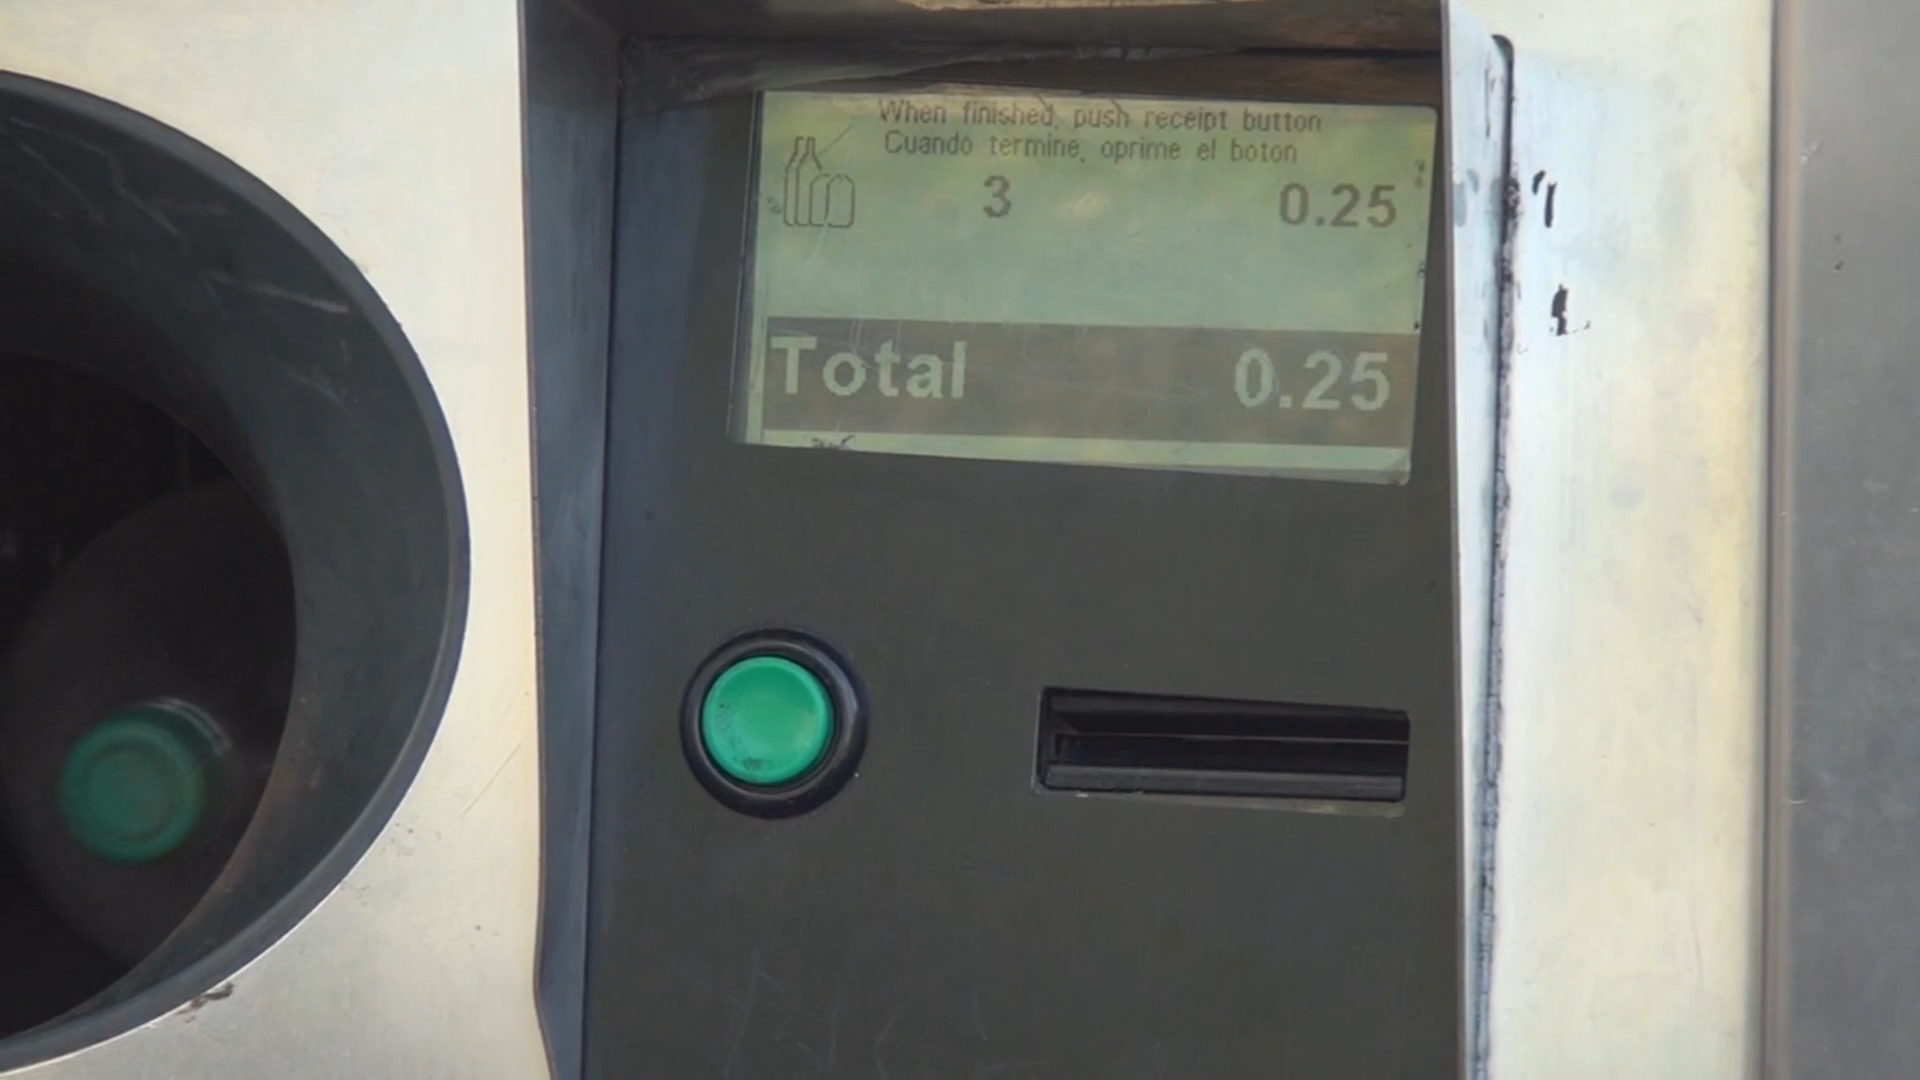 When finished, push receipt button
Cuando termine, oprime el boton
3 0.25
Total 0.25